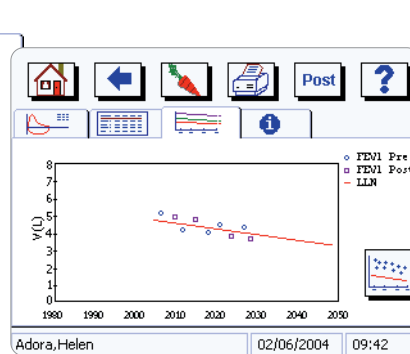 Post
?
i
FEV1 Pre
FEV1 Post
LLN
V(L)
8
7
6
5
4
3
2
1
0
1980 1990 2000 2010 2020 2030 2040 2050
Adora,Helen 02/06/2004 09:42